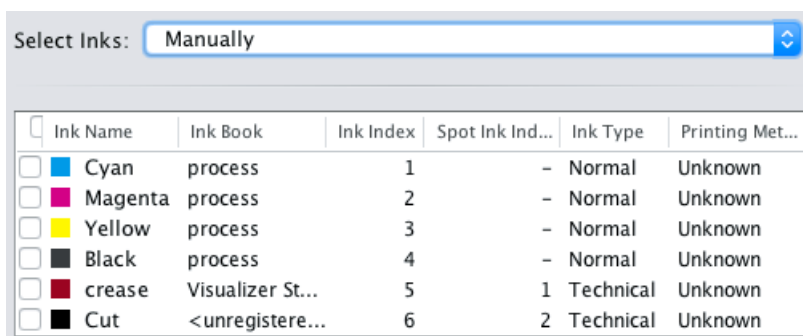 Select Inks: Manually
Ink Name Ink Book Ink Index Spot Ink Ind... Ink Type Printing Met...
Cyan process 1 – Normal Unknown
Magenta process 2 – Normal Unknown
Yellow process 3 – Normal Unknown
Black process 4 – Normal Unknown
crease Visualizer St... 5 1 Technical Unknown
Cut <unregistere... 6 2 Technical Unknown